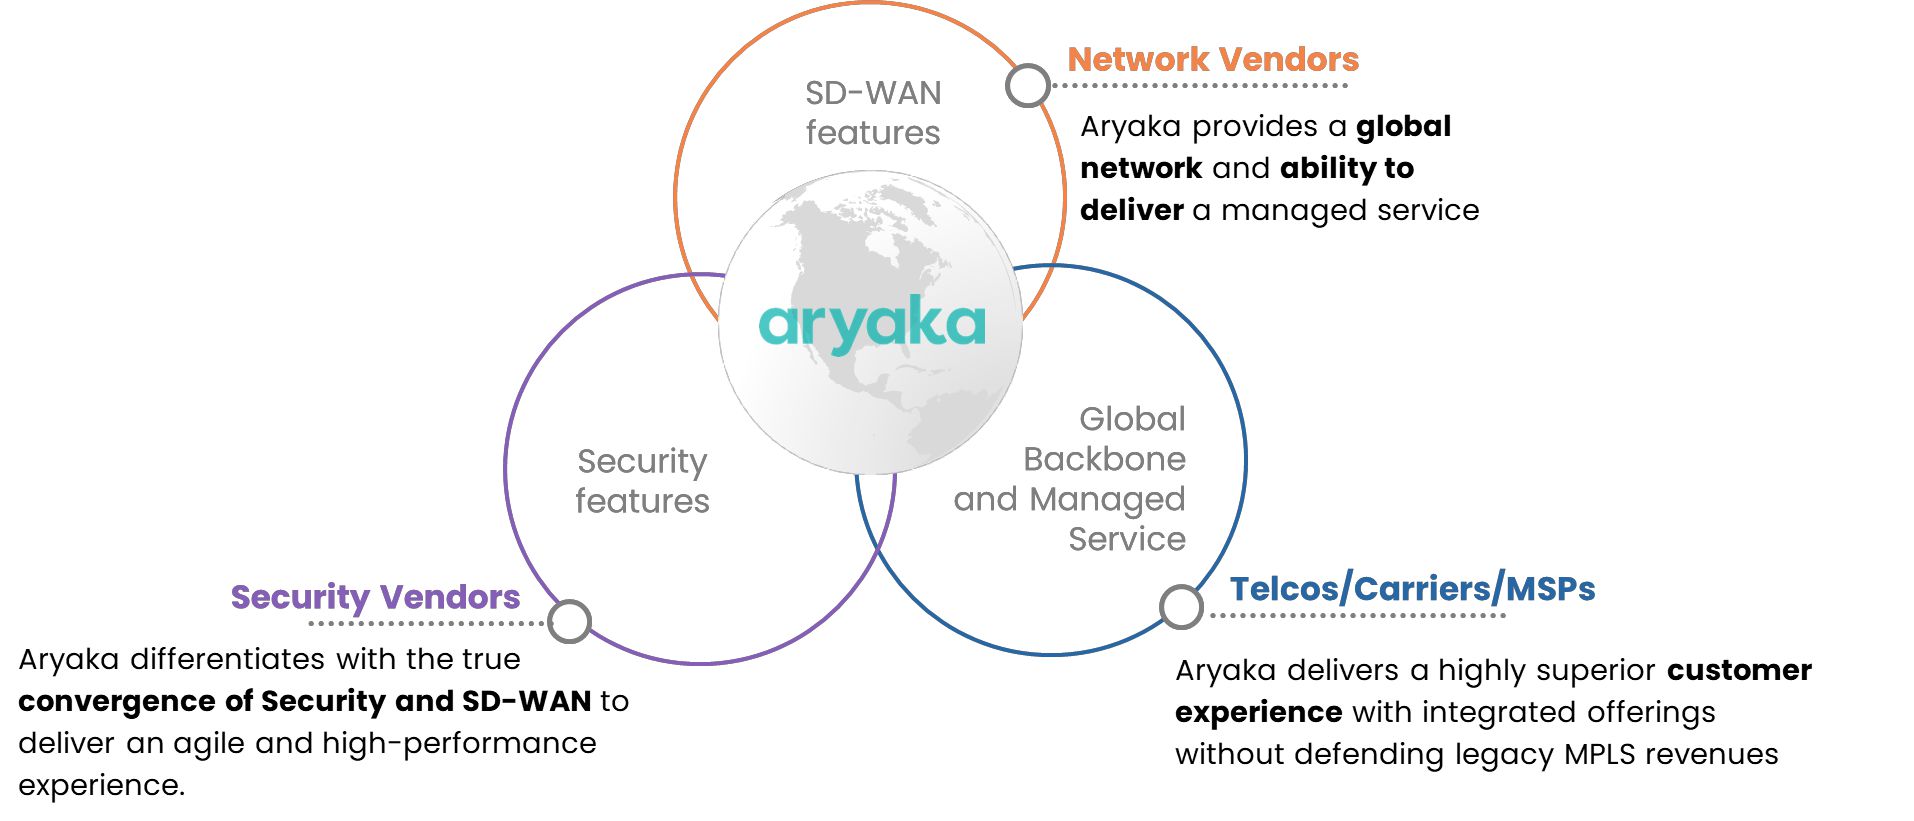 SD-WAN
features
Network Vendors
Aryaka provides a global
network and ability to
deliver a managed service
aryaka
Security
features
Global
Backbone
and Managed
Service
Security Vendors
Aryaka differentiates with the true
convergence of Security and SD-WAN to
deliver an agile and high-performance
experience.
Telcos/Carriers/MSPs
Aryaka delivers a highly superior customer
experience with integrated offerings
without defending legacy MPLS revenues